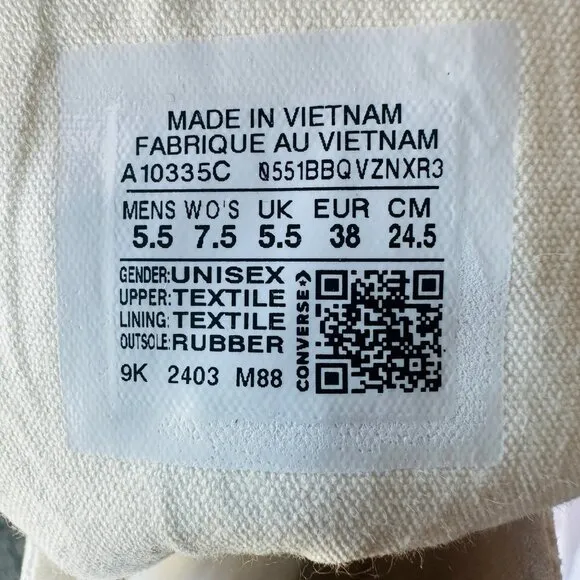 MADE IN VIETNAM
FABRIQUE AU VIETNAM
A10335C 0551BBQVZNXR3
MENS WO'S UK EUR CM
5.5 7.5 5.5 38 24.5
GENDER: UNISEX
UPPER: TEXTILE
LINING: TEXTILE
OUTSOLE: RUBBER
9K 2403 M88
CONVERSE